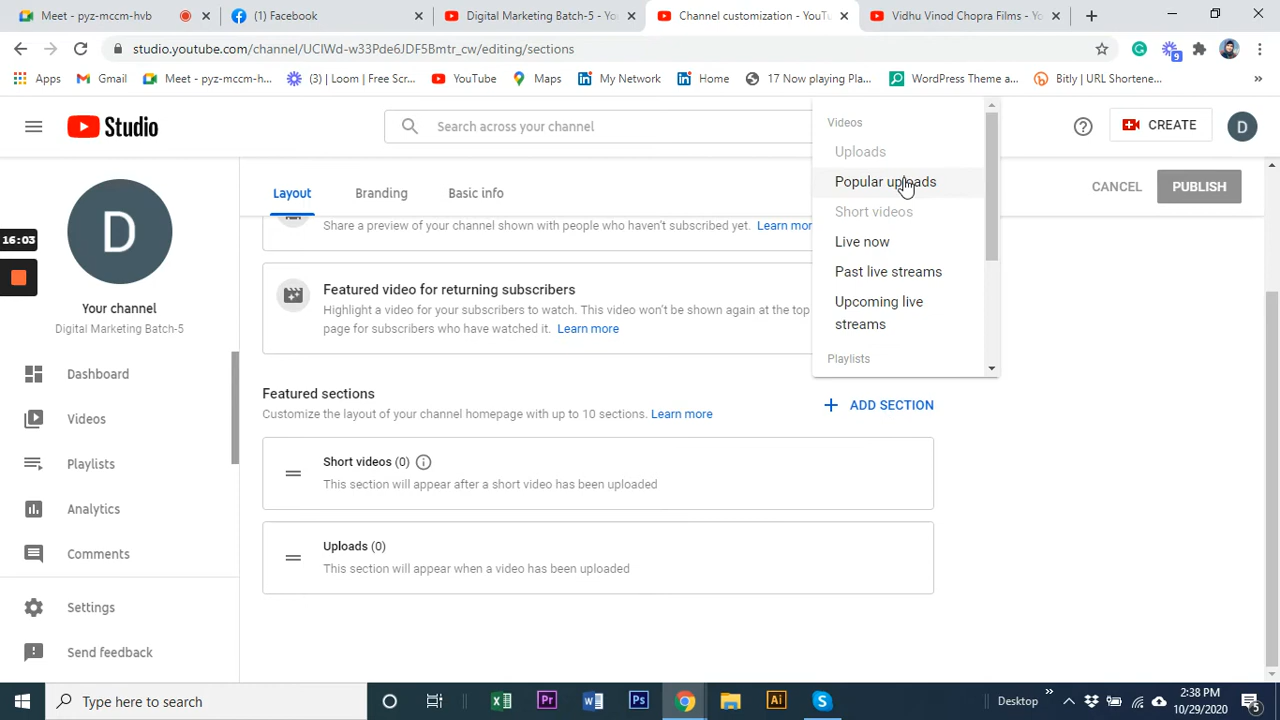 Meet - pyz-mccm-hvb
(1) Facebook
Digital Marketing Batch-5 - Yo
Channel customization - YouTu
Vidhu Vinod Chopra Films - Yo
studio.youtube.com/channel/UCIWd-w33Pde6JDF5Bmtr_cw/editing/sections
9
Apps
Gmail
Meet - pyz-mccm-h...
(3) | Loom | Free Scr...
YouTube
Maps
My Network
Home
17 Now playing Pla...
WordPress Theme a...
Bitly | URL Shortene...
»
Studio
Search across your channel
CREATE
D
Videos
Uploads
Popular uploads
Short videos
Live now
Past live streams
Upcoming live
streams
Playlists
Layout
Branding
Basic info
CANCEL
PUBLISH
16:03
D
Your channel
Digital Marketing Batch-5
Dashboard
Videos
Playlists
Analytics
Comments
Settings
Send feedback
Share a preview of your channel shown with people who haven't subscribed yet. Learn mor
Featured video for returning subscribers
Highlight a video for your subscribers to watch. This video won't be shown again at the top
page for subscribers who have watched it. Learn more
Featured sections
Customize the layout of your channel homepage with up to 10 sections. Learn more
ADD SECTION
Short videos (0)
This section will appear after a short video has been uploaded
Uploads (0)
This section will appear when a video has been uploaded
Type here to search
Desktop
»
2:38 PM
10/29/2020
5